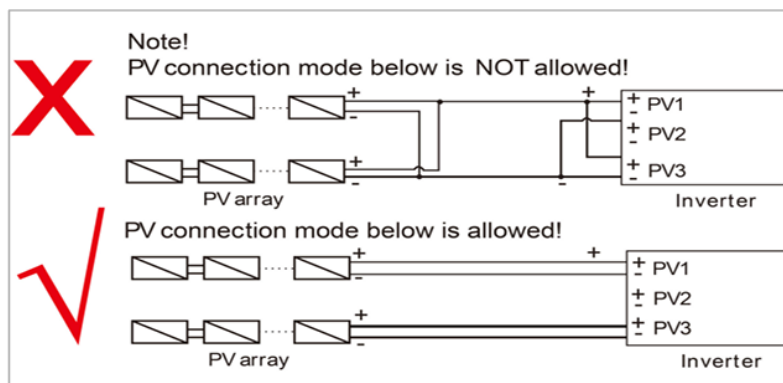 Note!
PV connection mode below is NOT allowed!
+ + + PV1
- -
+ PV2
-
+ + PV3
- - -
PV array Inverter
PV connection mode below is allowed!
+ + + PV1
- -
+ PV2
-
+ + PV3
- -
PV array Inverter